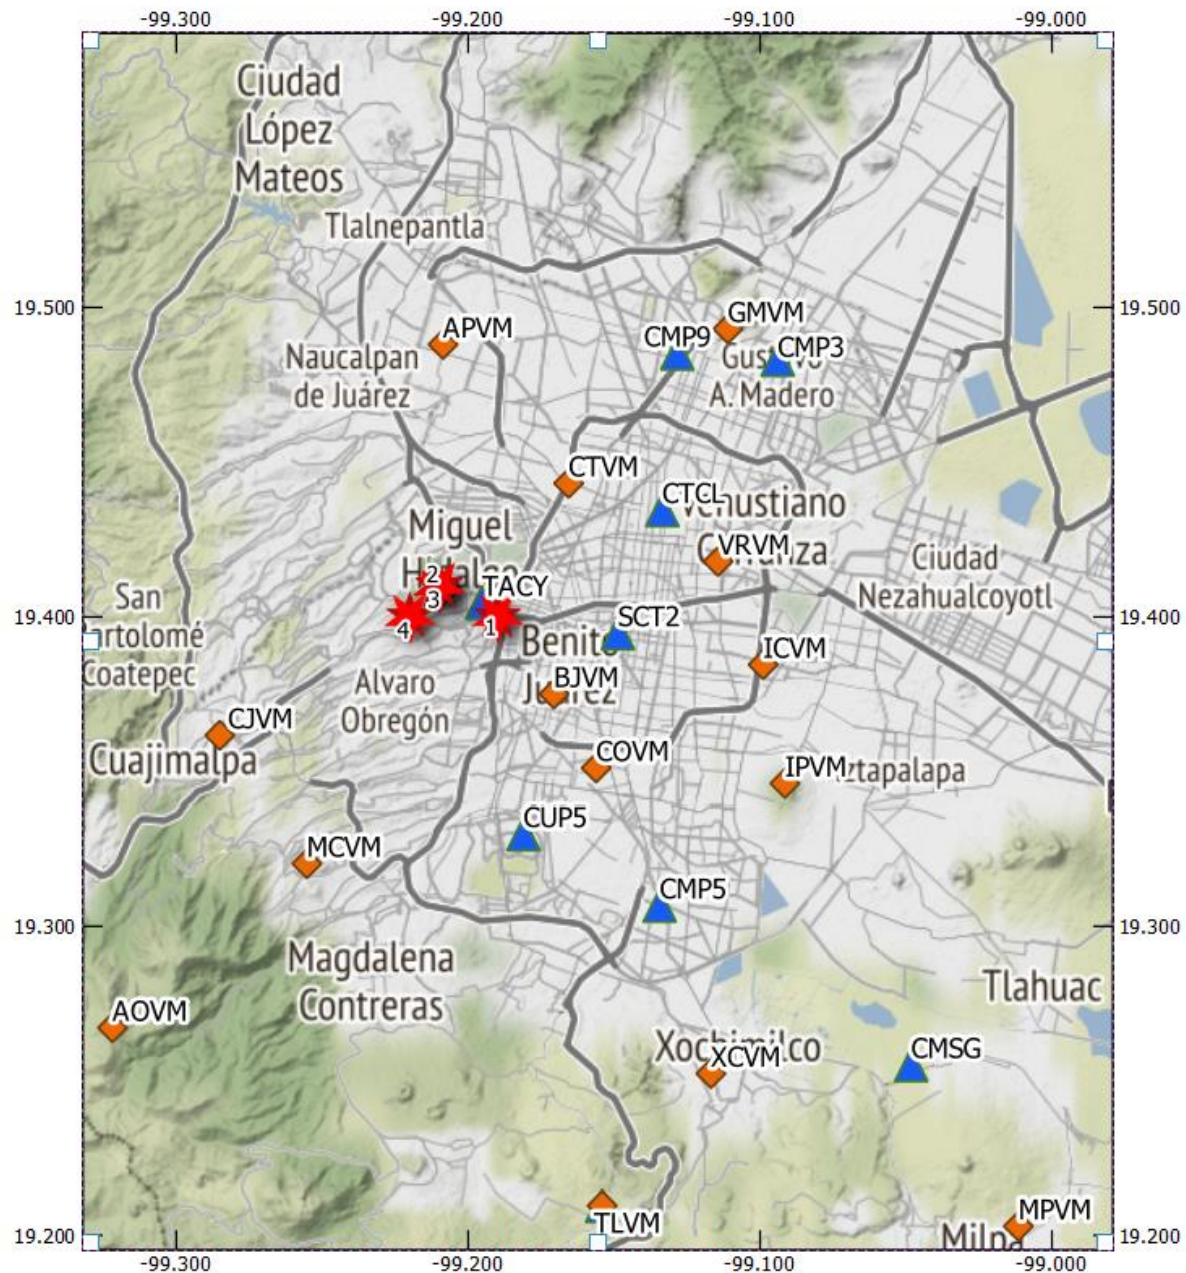 -99.300 -99.200 -99.100 -99.000
Ciudad
López
Mateos
Tlalnepantla
19.500 19.500
GMVM
APVM
CMP9
CMP3
Naucalpan
de Juárez
Gustavo
A. Madero
CTVM
CTCL
Venustiano
Carranza
VRVM
Miguel
Hidalgo
Ciudad
Nezahualcoyotl
2
3
TACY
San
artolomé
Coatepec
19.400 19.400
4
1
SCT2
Benito
Juárez
ICVM
BJVM
Alvaro
Obregón
CJVM
Cuajimalpa
COVM
IPVM
Iztapalapa
CUP5
MCVM
CMP5
19.300 19.300
Magdalena
Contreras
Tlahuac
AOVM
Xochimilco
XCVM
CMSG
TLVM
MPVM
Milpa
19.200 19.200
-99.300 -99.200 -99.100 -99.000